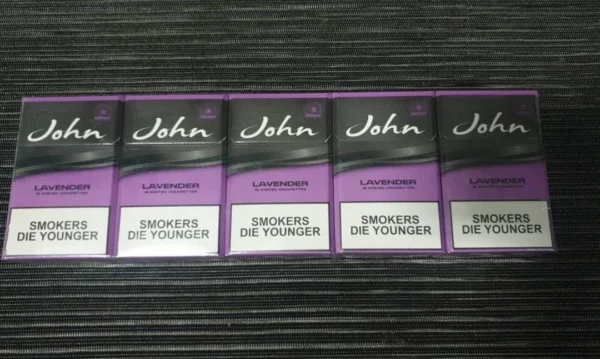 John John John John John
LAVENDER LAVENDER LAVENDER LAVENDER LAVENDER
SMOKERS SMOKERS SMOKERS SMOKERS SMOKERS
DIE YOUNGER DIE YOUNGER DIE YOUNGER DIE YOUNGER DIE YOUNGER